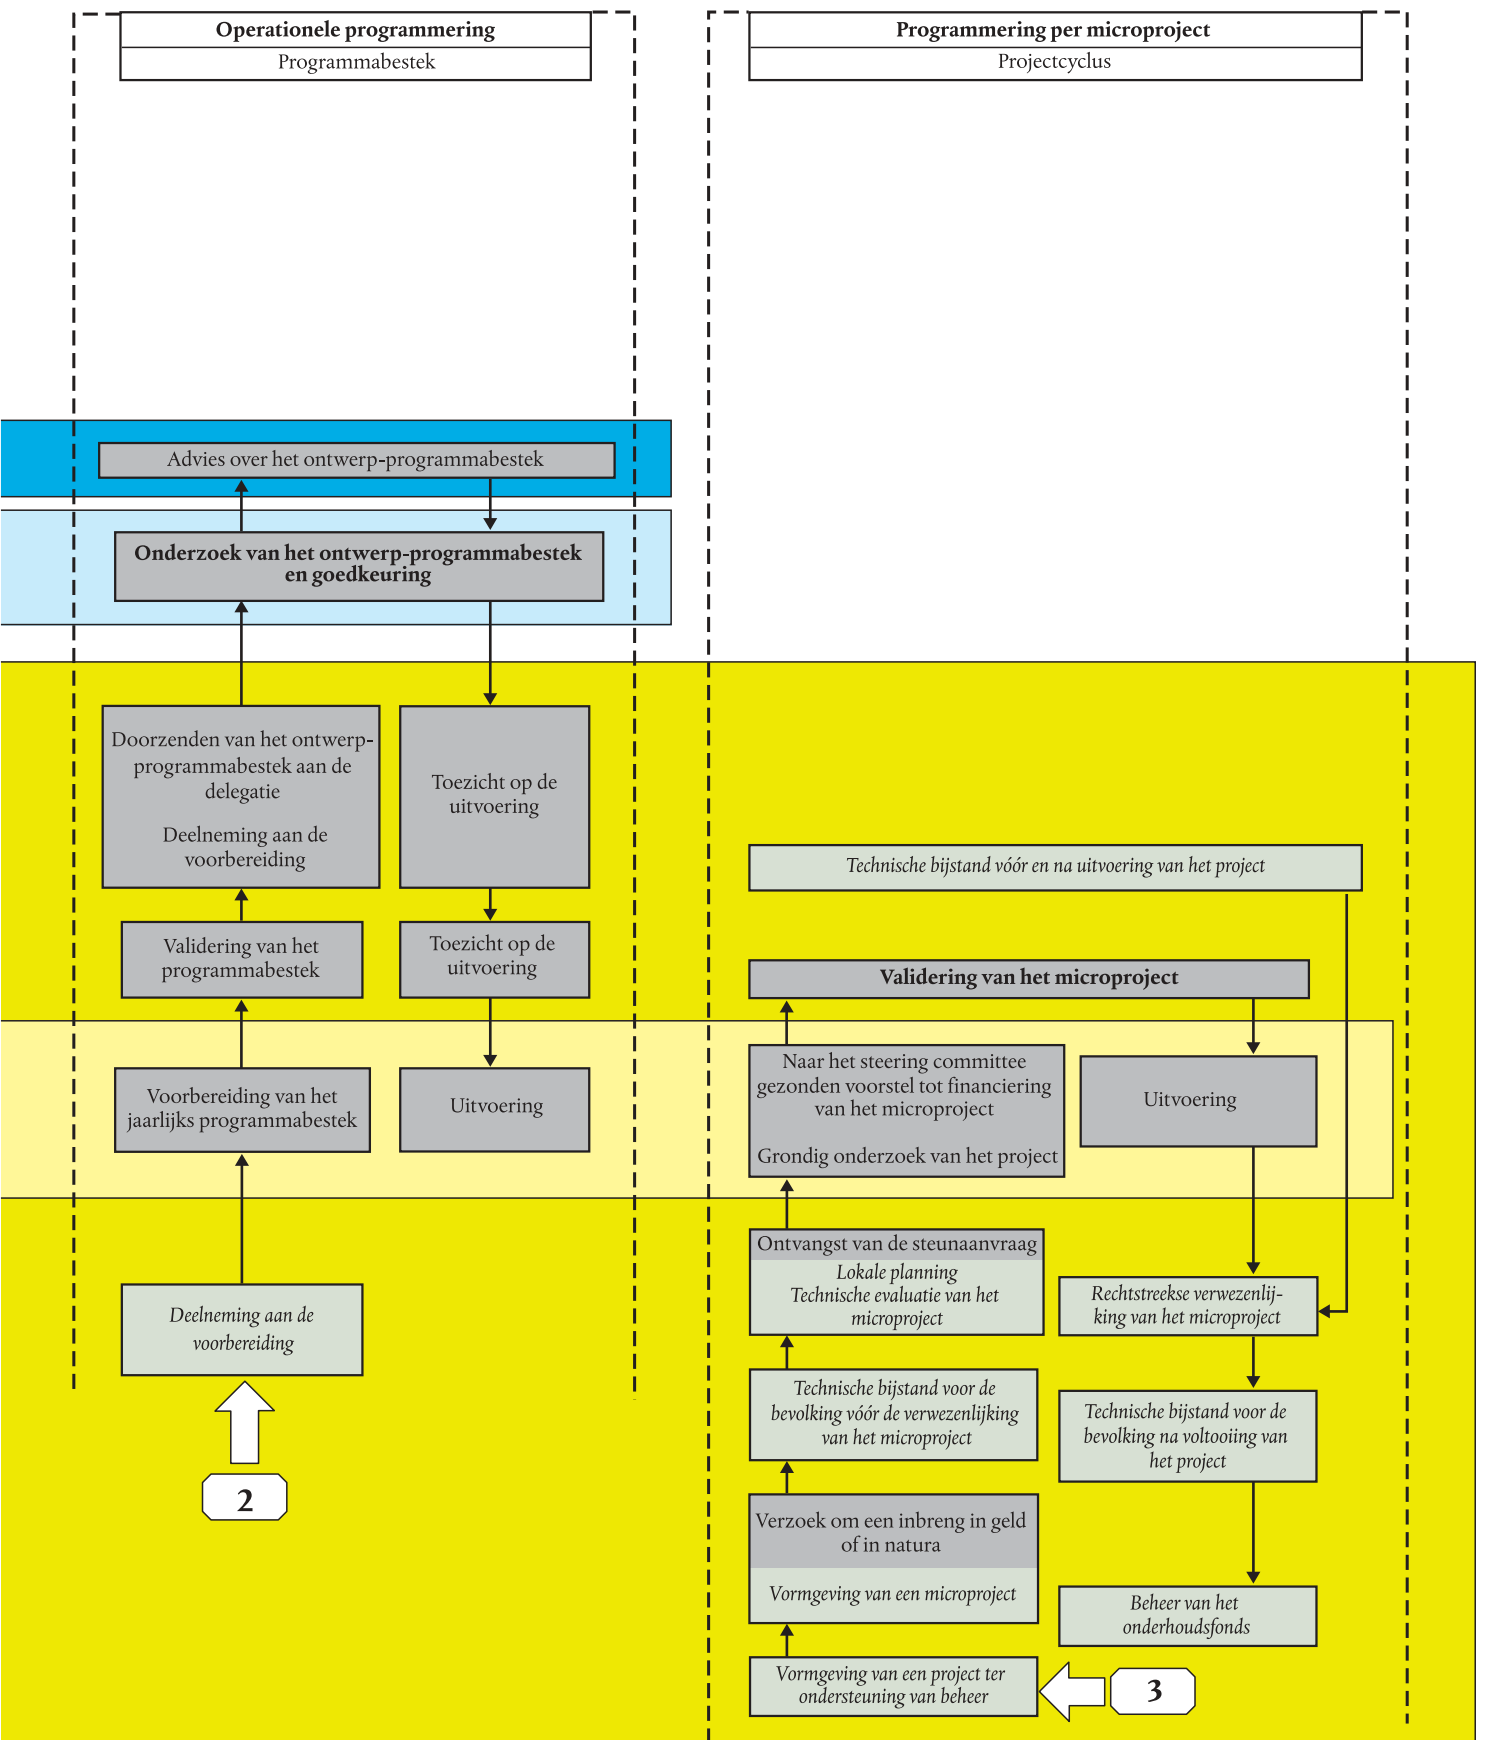 Operationele programmering
Programmabestek
Advies over het ontwerp-programmabestek
Onderzoek van het ontwerp-programmabestek
en goedkeuring
Doorzenden van het ontwerp-
programmabestek aan de
delegatie
Deelneming aan de
voorbereiding
Toezicht op de
uitvoering
Validering van het
programmabestek
Toezicht op de
uitvoering
Voorbereiding van het
jaarlijks programmabestek
Uitvoering
Deelneming aan de
voorbereiding
2
Programmering per microproject
Projectcyclus
Technische bijstand vóór en na uitvoering van het project
Validering van het microproject
Naar het steering committee
gezonden voorstel tot financiering
van het microproject
Grondig onderzoek van het project
Uitvoering
Ontvangst van de steunaanvraag
Lokale planning
Technische evaluatie van het
microproject
Rechtstreekse verwezenlij-
king van het microproject
Technische bijstand voor de
bevolking vóór de verwezenlijking
van het microproject
Technische bijstand voor de
bevolking na voltooiing van
het project
Verzoek om een inbreng in geld
of in natura
Vormgeving van een microproject
Beheer van het
onderhoudsfonds
Vormgeving van een project ter
ondersteuning van beheer
3